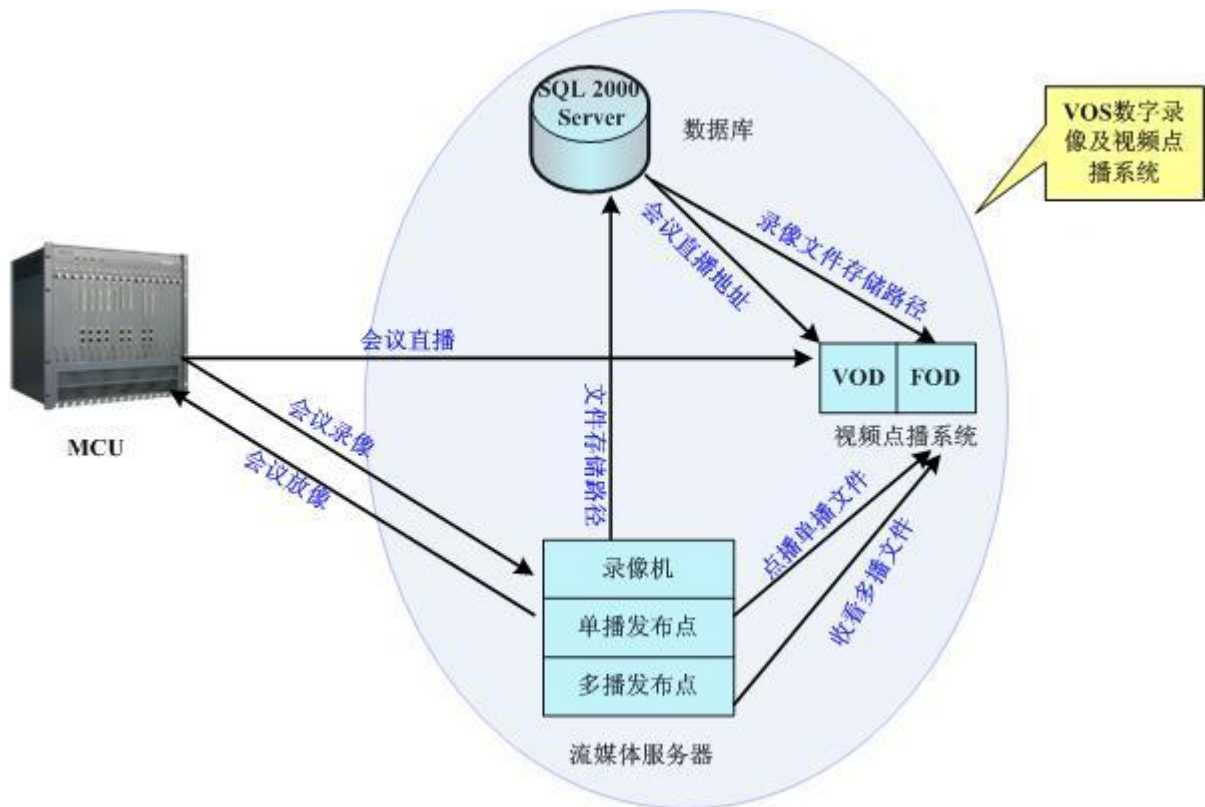 SQL 2000
Server
数据库
VOS数字录
像及视频点
播系统
会议直播地址
录像文件存储路径
会议直播
VOD
FOD
视频点播系统
MCU
会议录像
会议放像
文件存储路径
点播单播文件
收看多播文件
录像机
单播发布点
多播发布点
流媒体服务器